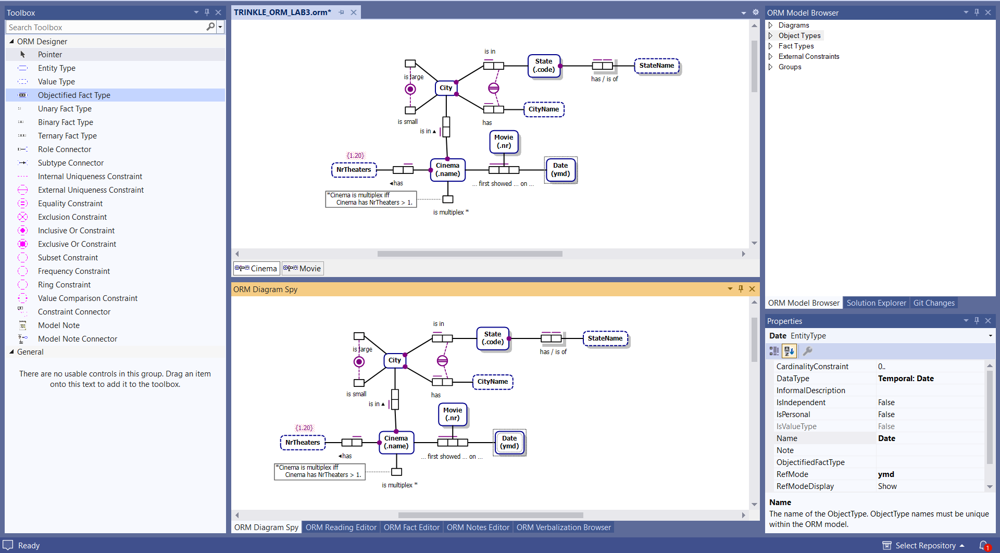 Toolbox
Search Toolbox
ORM Designer
Pointer
Entity Type
Value Type
Objectified Fact Type
Unary Fact Type
Binary Fact Type
Ternary Fact Type
Role Connector
Subtype Connector
Internal Uniqueness Constraint
External Uniqueness Constraint
Equality Constraint
Exclusion Constraint
Inclusive Or Constraint
Exclusive Or Constraint
Subset Constraint
Frequency Constraint
Ring Constraint
Value Comparison Constraint
Constraint Connector
Model Note
Model Note Connector
General
There are no usable controls in this group. Drag an item
onto this text to add it to the toolbox.
TRINKLE_ORM_LAB3.orm*
is in
State
(.code)
StateName
has / is of
is large
City
CityName
is small
has
is in ▲
Movie
(.nr)
{1..20}
NrTheaters
Cinema
(.name)
Date
(ymd)
◄has
... first showed ... on ...
*Cinema is multiplex iff
Cinema has NrTheaters > 1.
is multiplex *
Cinema
Movie
ORM Diagram Spy
is in
State
(.code)
StateName
has / is of
is large
City
CityName
is small
has
is in ▲
Movie
(.nr)
{1..20}
NrTheaters
Cinema
(.name)
Date
(ymd)
◄has
... first showed ... on ...
*Cinema is multiplex iff
Cinema has NrTheaters > 1.
is multiplex *
ORM Diagram Spy
ORM Reading Editor
ORM Fact Editor
ORM Notes Editor
ORM Verbalization Browser
ORM Model Browser
Diagrams
Object Types
Fact Types
External Constraints
Groups
ORM Model Browser
Solution Explorer
Git Changes
Properties
Date EntityType
CardinalityConstraint 0..
DataType Temporal: Date
InformalDescription
IsIndependent False
IsPersonal False
IsValueType False
Name Date
Note
ObjectifiedFactType
RefMode ymd
RefModeDisplay Show
Name
The name of the ObjectType. ObjectType names must be unique
within the ORM model.
Ready
Select Repository
1